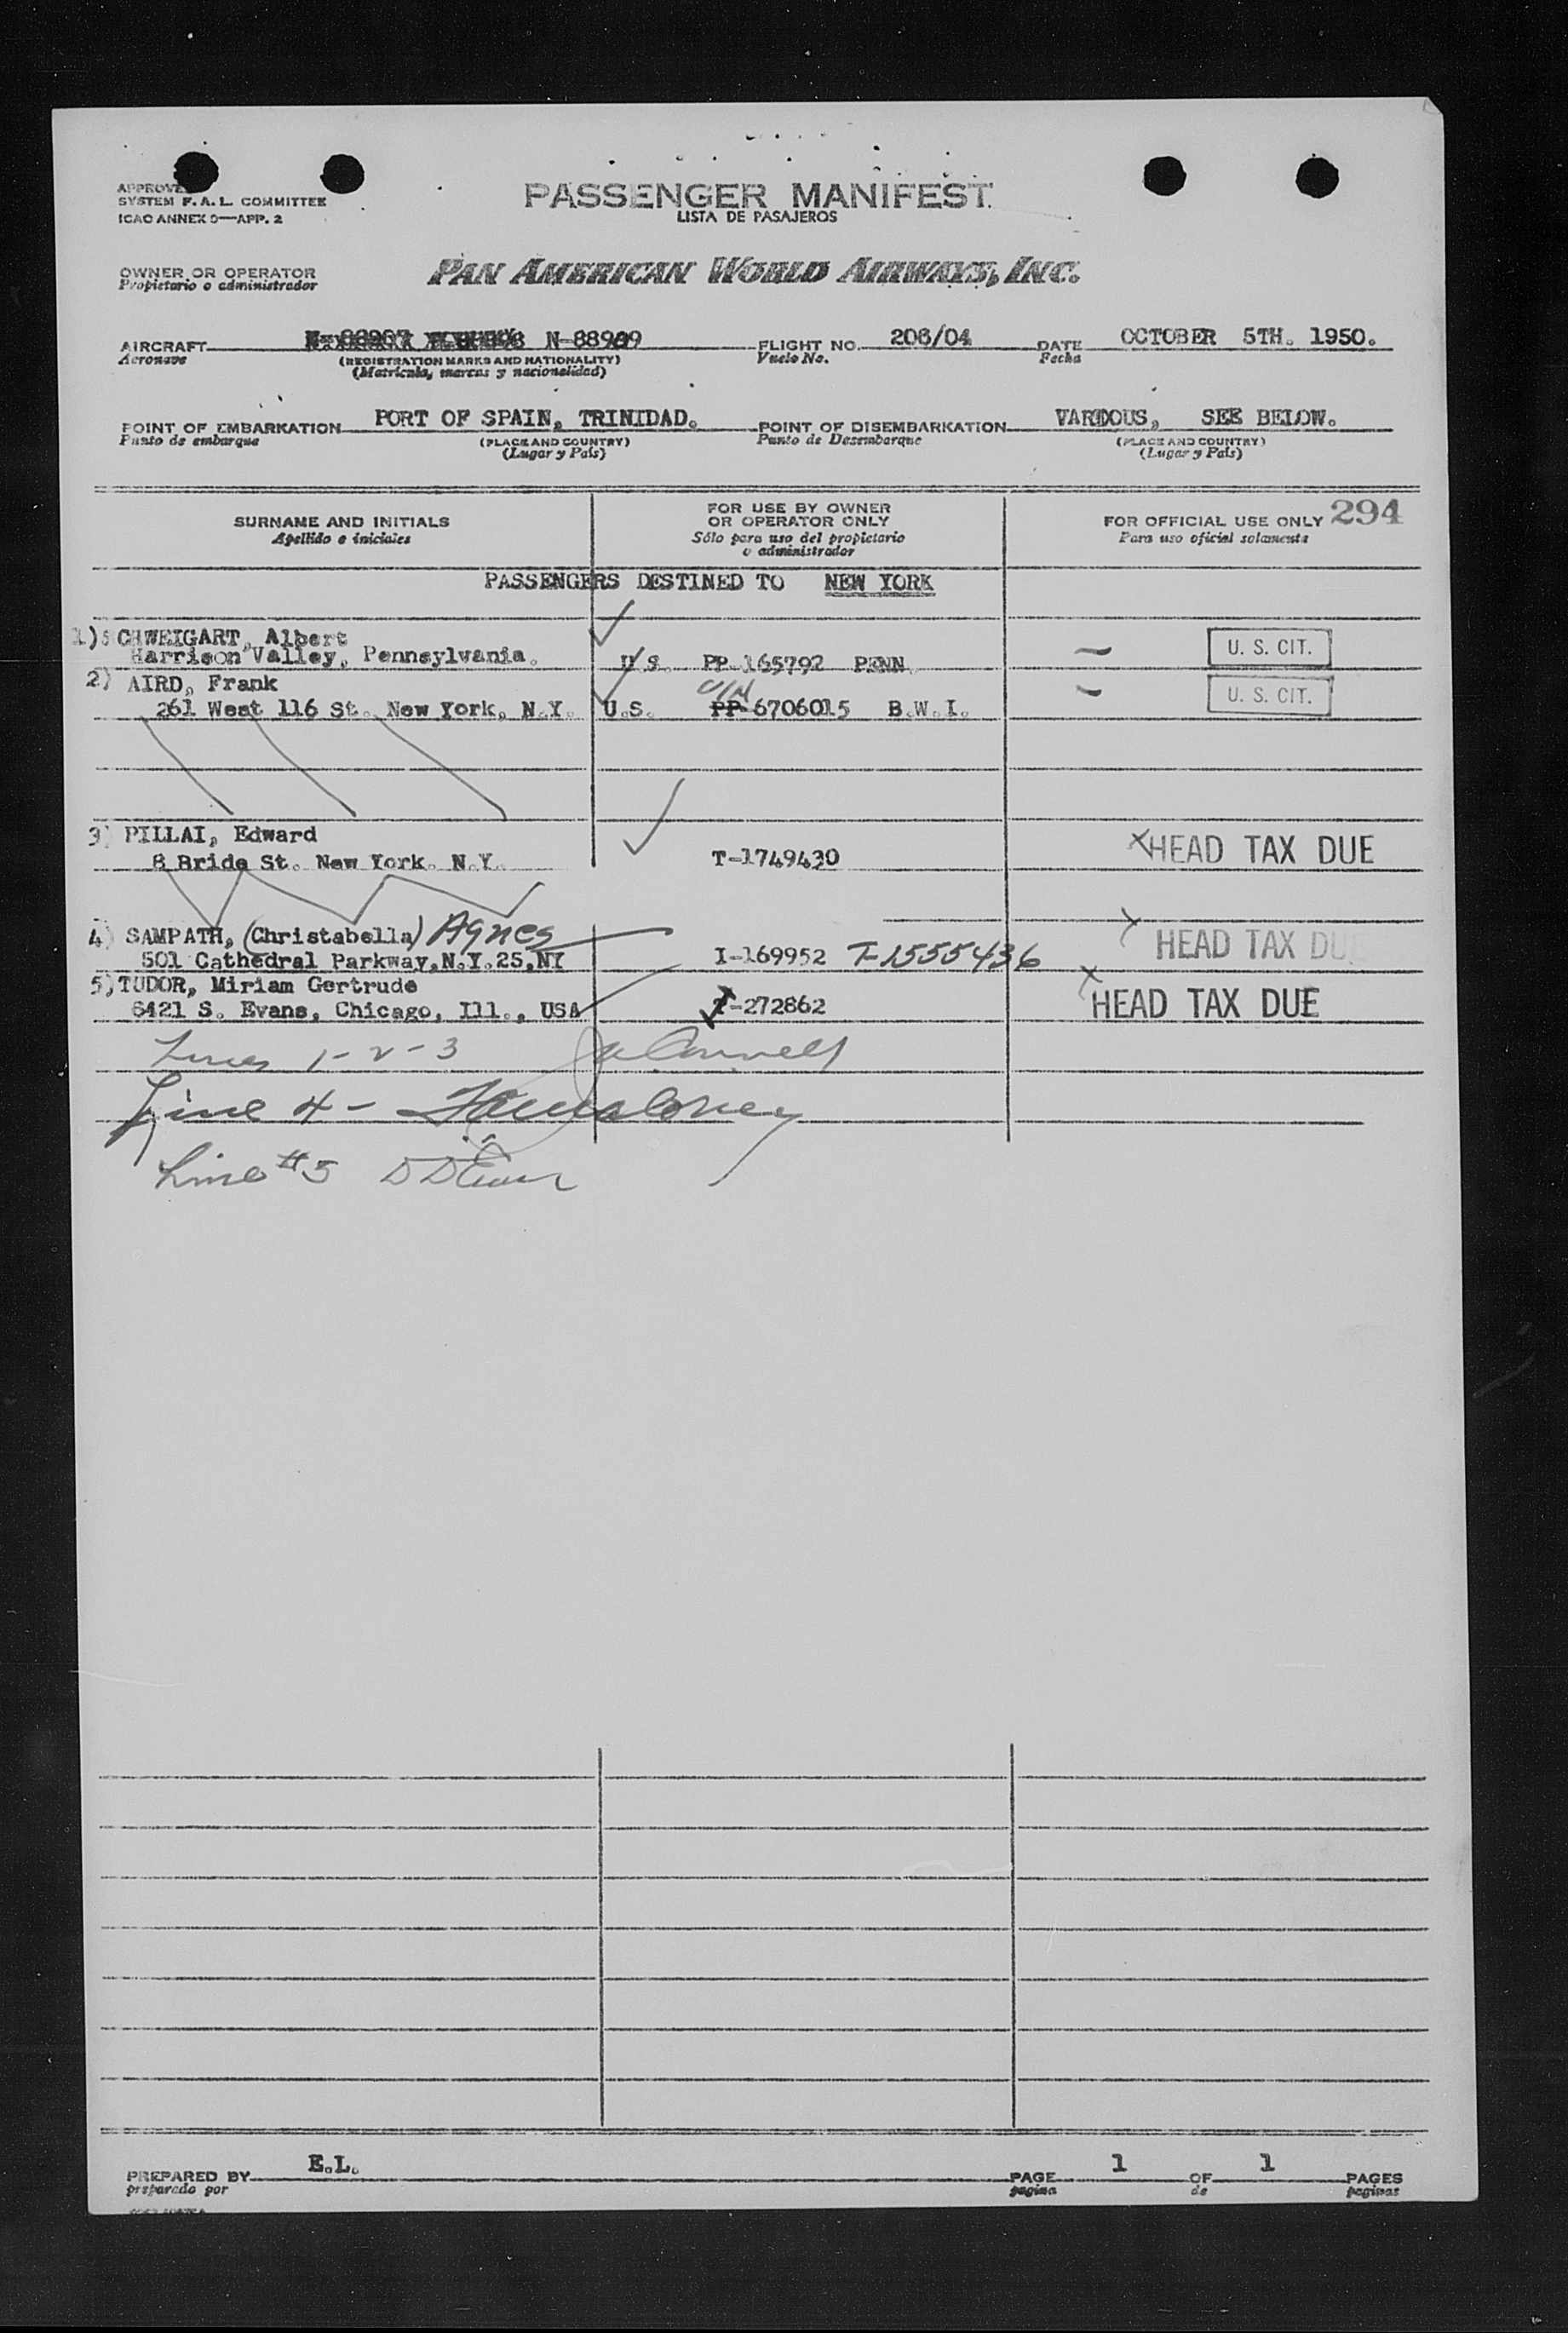 APPROVED
SYSTEM F. A. L. COMMITTEE
ICAO ANNEX 9—APP. 2
PASSENGER MANIFEST
LISTA DE PASAJEROS
OWNER OR OPERATOR
Propietario o administrador
PAN AMERICAN WORLD AIRWAYS, INC.
AIRCRAFT N-88909 FLIGHT NO. 206/04 DATE OCTOBER 5TH. 1950.
Aeronave (REGISTRATION MARKS AND NATIONALITY) Vuelo No. Fecha
(Matrícula, marcas y nacionalidad)
POINT OF EMBARKATION PORT OF SPAIN, TRINIDAD. POINT OF DISEMBARKATION VARIOUS, SEE BELOW.
Punto de embarque (PLACE AND COUNTRY) Punto de Desembarque (PLACE AND COUNTRY)
(Lugar y País) (Lugar y País)
SURNAME AND INITIALS
Apellido e iniciales
FOR USE BY OWNER
OR OPERATOR ONLY
Sólo para uso del propietario
o administrador
FOR OFFICIAL USE ONLY 294
Para uso oficial solamente
PASSENGERS DESTINED TO NEW YORK
1) SCHWEIGART, Albert
Harrison Valley, Pennsylvania. U.S. PP-165792 PENN. U. S. CIT.
2) AIRD, Frank
261 West 116 St. New York, N.Y. U.S. PP-6706015 B.W.I. U. S. CIT.
3) PILLAI, Edward
8 Bride St. New York. N.Y. T-1749430 HEAD TAX DUE
4) SAMPATH, (Christabella) Agnes
501 Cathedral Parkway,N.Y.25,NY I-169952 T-1555436 HEAD TAX DUE
5) TUDOR, Miriam Gertrude
6421 S. Evans, Chicago, Ill., USA I-272862 HEAD TAX DUE
Lines 1-2-3
Line 4 -
Line #5
PREPARED BY E.L. PAGE 1 OF 1 PAGES
preparado por pagina de paginas